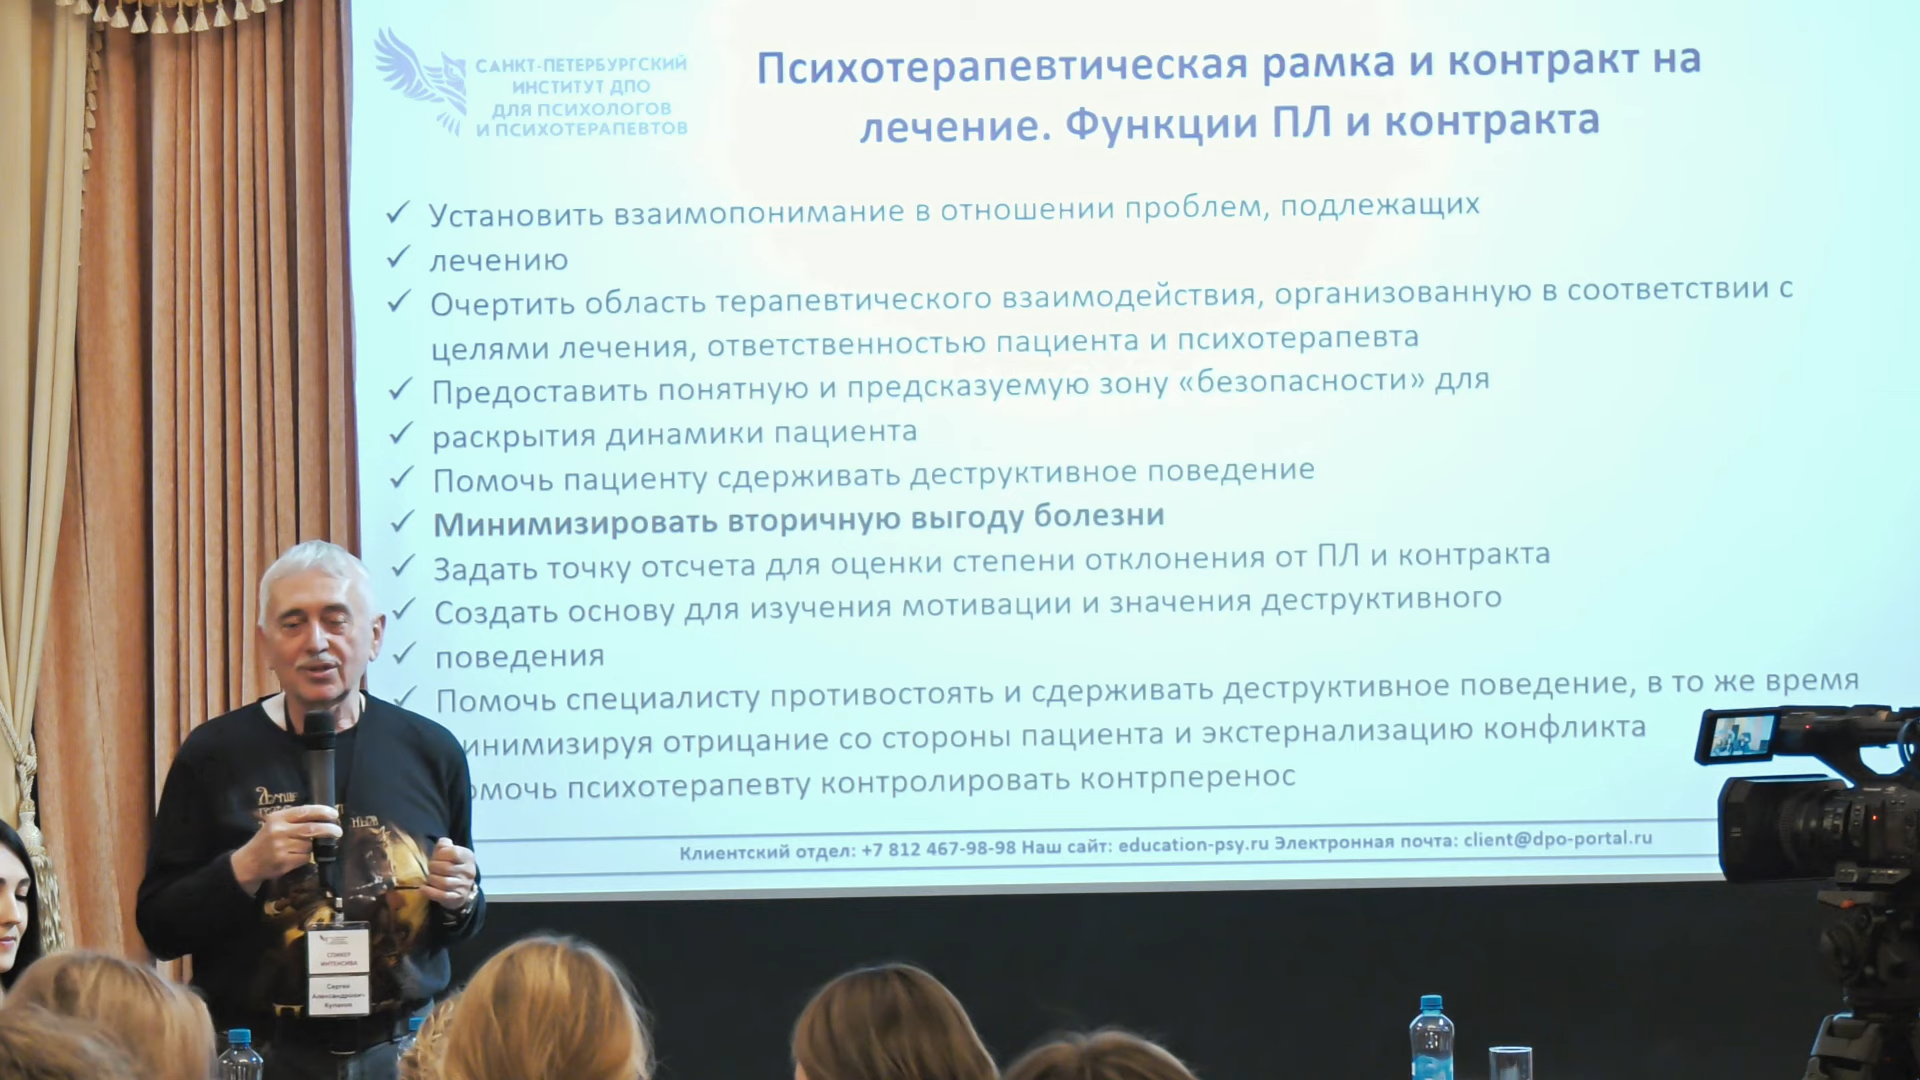 САНКТ-ПЕТЕРБУРГСКИЙ
ИНСТИТУТ ДПО
ДЛЯ ПСИХОЛОГОВ
И ПСИХОТЕРАПЕВТОВ
Психотерапевтическая рамка и контракт на
лечение. Функции ПЛ и контракта
✓ Установить взаимопонимание в отношении проблем, подлежащих
✓ лечению
✓ Очертить область терапевтического взаимодействия, организованную в соответствии с
целями лечения, ответственностью пациента и психотерапевта
✓ Предоставить понятную и предсказуемую зону «безопасности» для
✓ раскрытия динамики пациента
✓ Помочь пациенту сдерживать деструктивное поведение
✓ Минимизировать вторичную выгоду болезни
✓ Задать точку отсчета для оценки степени отклонения от ПЛ и контракта
✓ Создать основу для изучения мотивации и значения деструктивного
✓ поведения
✓ Помочь специалисту противостоять и сдерживать деструктивное поведение, в то же время
инимизируя отрицание со стороны пациента и экстернализацию конфликта
омочь психотерапевту контролировать контрперенос
Клиентский отдел: +7 812 467-98-98 Наш сайт: education-psy.ru Электронная почта: client@dpo-portal.ru
СПИКЕР
ИНТЕНСИВА
Сергей
Александрович